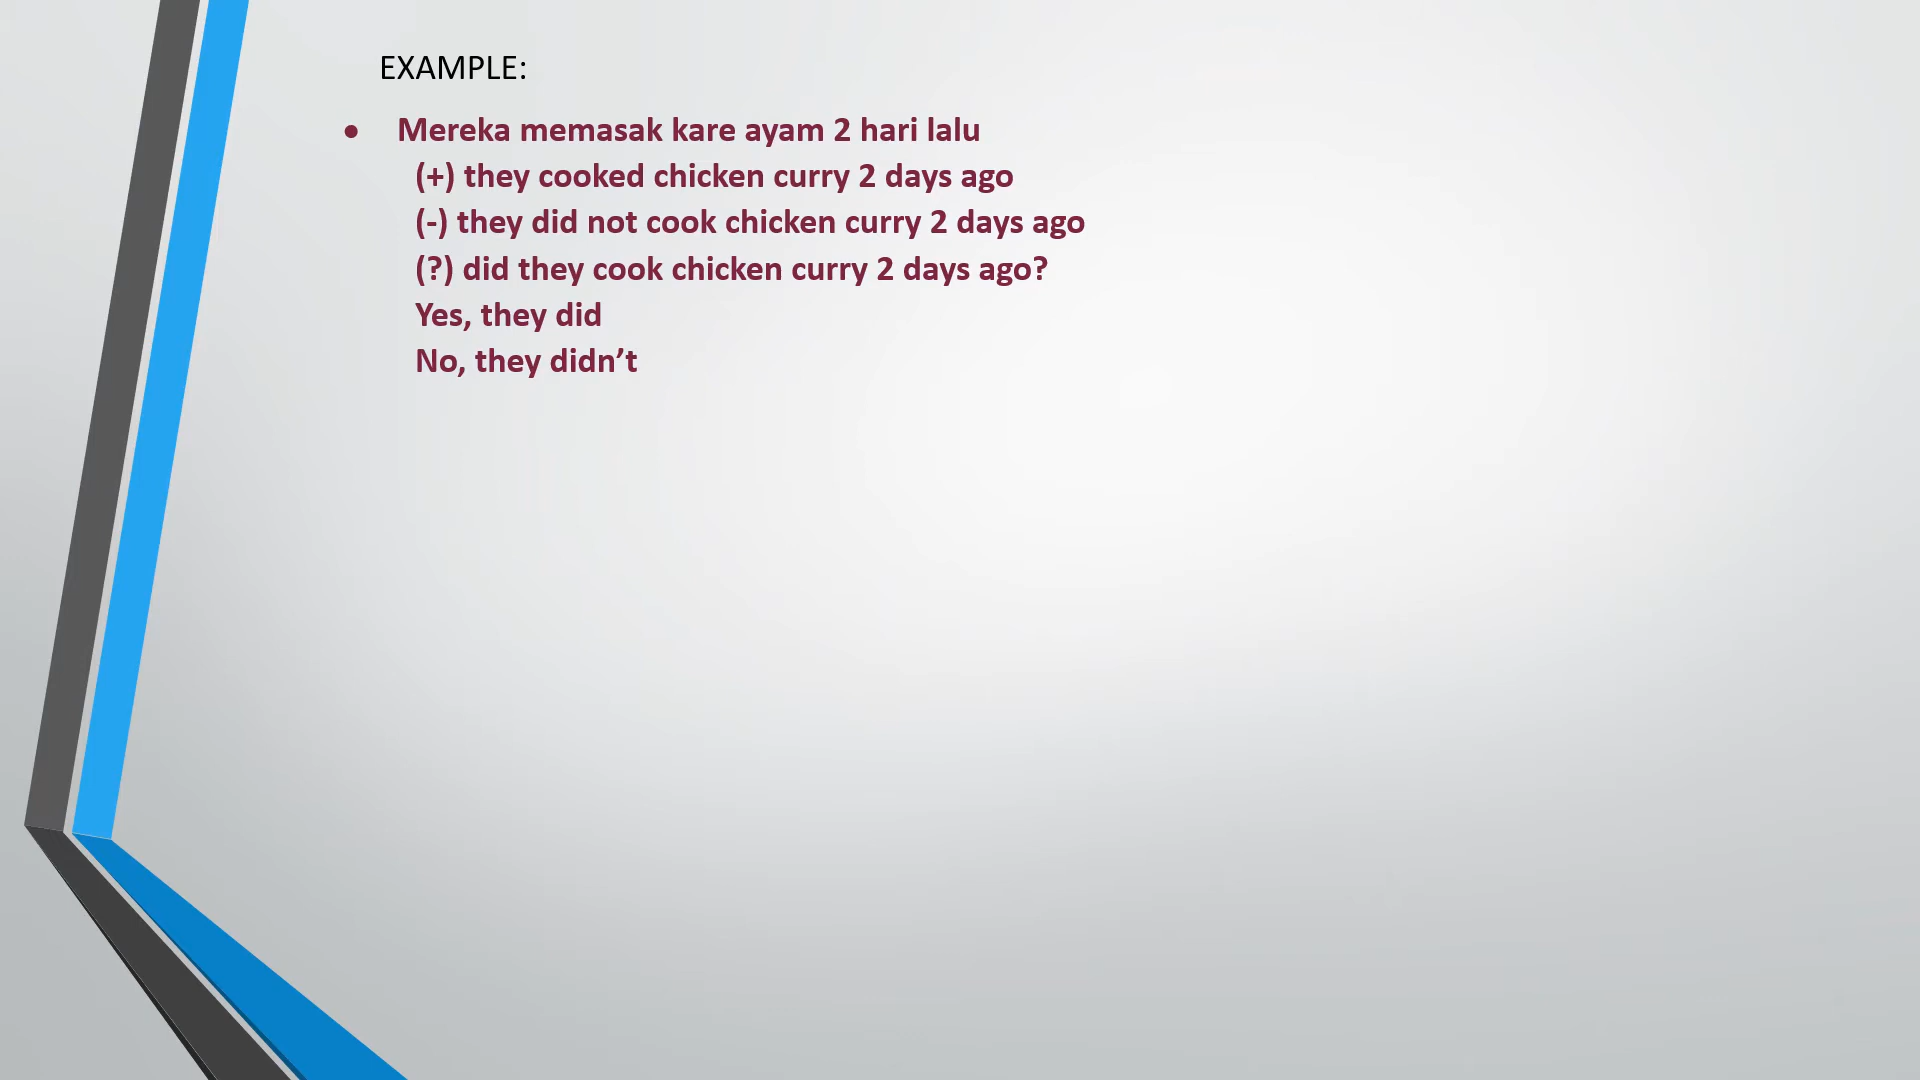 EXAMPLE:
• Mereka memasak kare ayam 2 hari lalu
(+) they cooked chicken curry 2 days ago
(-) they did not cook chicken curry 2 days ago
(?) did they cook chicken curry 2 days ago?
Yes, they did
No, they didn’t